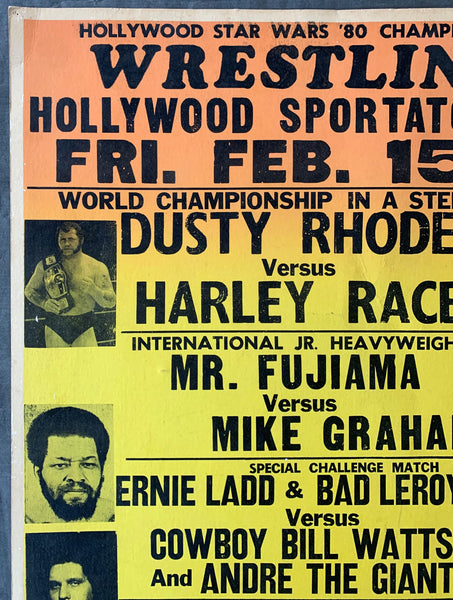 HOLLYWOOD STAR WARS '80 CHAMP
WRESTLIN
HOLLYWOOD SPORTATO
FRI. FEB. 15
WORLD CHAMPIONSHIP IN A STE
DUSTY RHODE
Versus
HARLEY RACE
INTERNATIONAL JR. HEAVYWEIGH
MR. FUJIAMA
Versus
MIKE GRAHA
SPECIAL CHALLENGE MATCH
ERNIE LADD & BAD LEROY
Versus
COWBOY BILL WATTS
And ANDRE THE GIANT